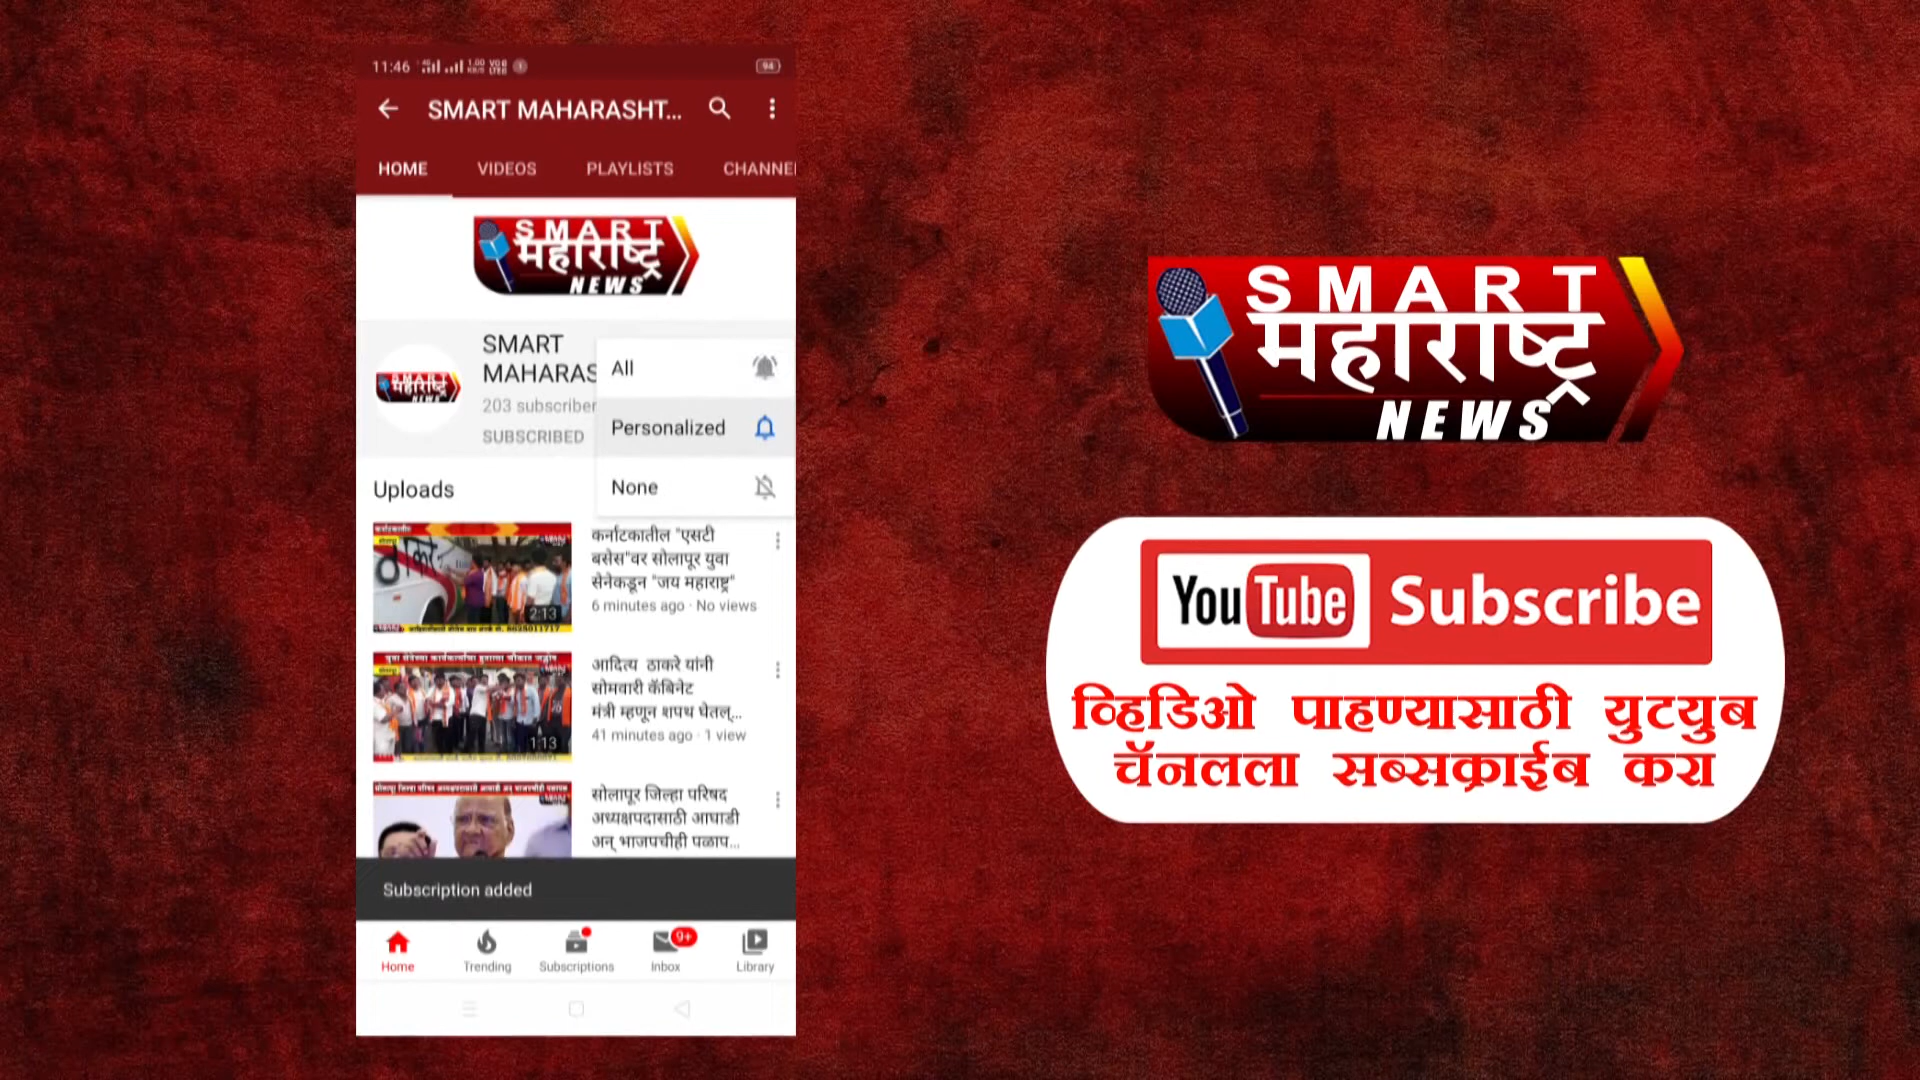 11:46
94
SMART MAHARASHT...
HOME VIDEOS PLAYLISTS CHANNE
SMART
महाराष्ट्र
NEWS
SMART
MAHARAS
203 subscriber
SUBSCRIBED
All
Personalized
None
Uploads
कर्नाटकातील "एसटी
बसेस"वर सोलापूर युवा
सेनेकडून "जय महाराष्ट्र"
6 minutes ago · No views
2:13
आदित्य ठाकरे यांनी
सोमवारी कॅबिनेट
मंत्री म्हणून शपथ घेतल्...
41 minutes ago · 1 view
1:13
सोलापूर जिल्हा परिषद
अध्यक्षपदासाठी आघाडी
अन् भाजपचीही पळाप...
Subscription added
Home Trending Subscriptions Inbox Library
9+
SMART
महाराष्ट्र
NEWS
YouTube Subscribe
व्हिडिओ पाहण्यासाठी युटयुब
चॅनलला सब्सक्राईब करा